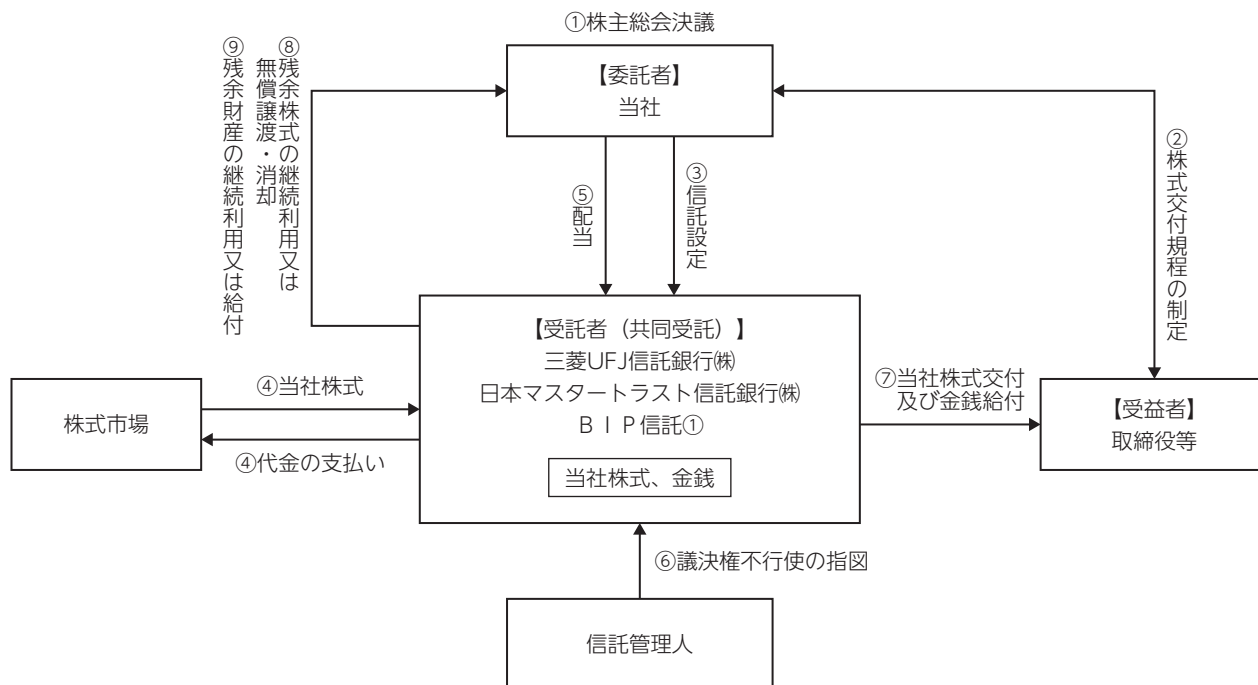 ①株主総会決議
【委託者】
当社
⑨残余財産の継続利用又は給付
⑧残余株式の継続利用又は
無償譲渡・消却
⑤配当
③信託設定
②株式交付規程の制定
【受託者（共同受託）】
三菱UFJ信託銀行㈱
日本マスタートラスト信託銀行㈱
ＢＩＰ信託①
当社株式、金銭
株式市場
④当社株式
④代金の支払い
⑦当社株式交付
及び金銭給付
【受益者】
取締役等
⑥議決権不行使の指図
信託管理人